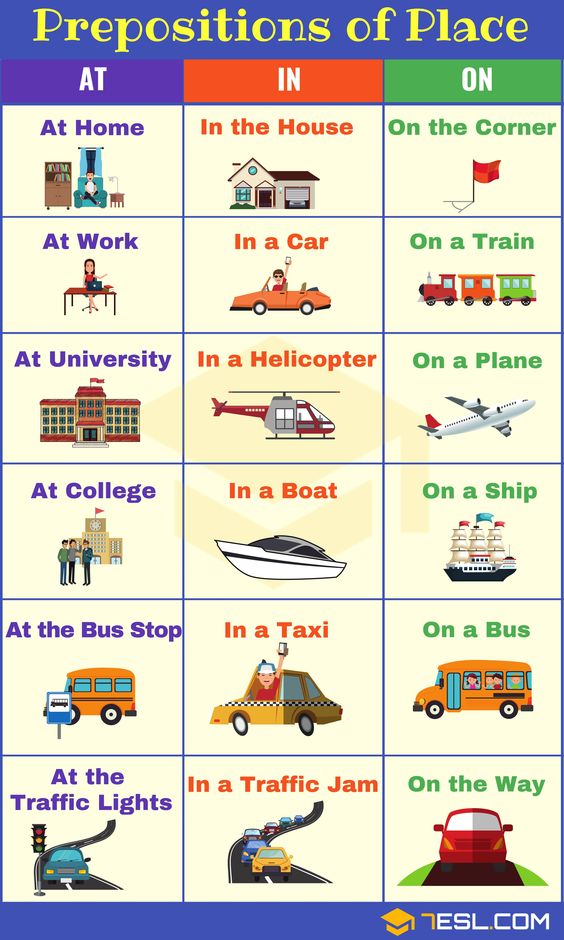 Prepositions of Place
AT IN ON
At Home In the House On the Corner
At Work In a Car On a Train
At University In a Helicopter On a Plane
At College In a Boat On a Ship
At the Bus Stop In a Taxi On a Bus
At the
Traffic Lights In a Traffic Jam On the Way
7ESL.COM